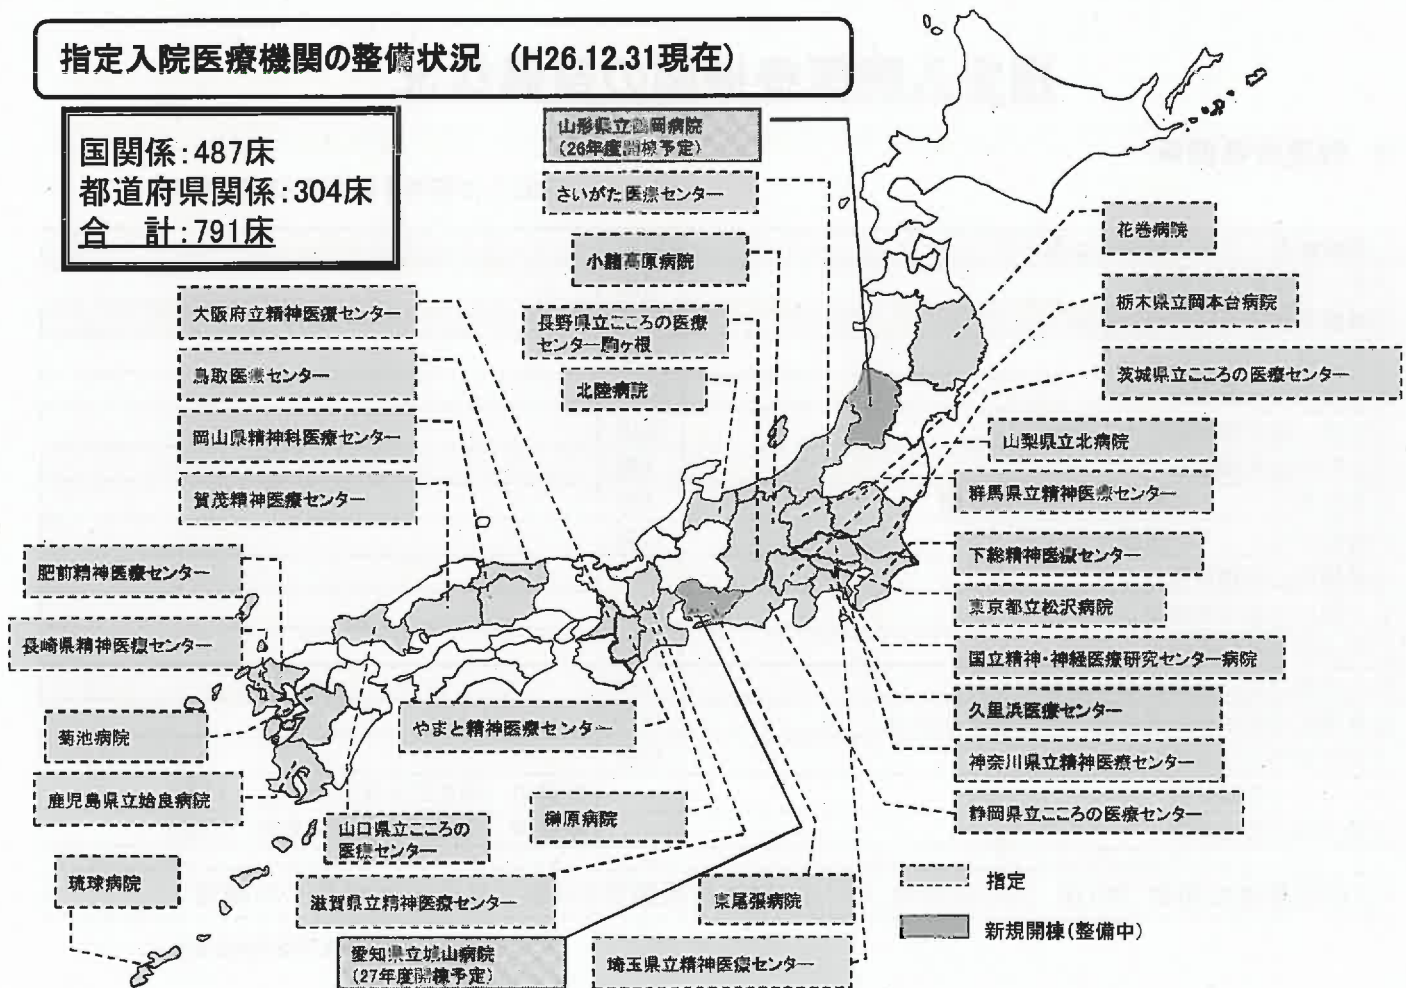 指定入院医療機関の整備状況 （H26.12.31現在）
国関係：487床
都道府県関係：304床
合　計：791床
山形県立鶴岡病院
（26年度開棟予定）
さいがた医療センター
小諸高原病院
長野県立こころの医療
センター駒ヶ根
北陸病院
大阪府立精神医療センター
鳥取医療センター
岡山県精神科医療センター
賀茂精神医療センター
肥前精神医療センター
長崎県精神医療センター
菊池病院
鹿児島県立姶良病院
琉球病院
山口県立こころの
医療センター
滋賀県立精神医療センター
愛知県立城山病院
（27年度開棟予定）
やまと精神医療センター
榊原病院
東尾張病院
埼玉県立精神医療センター
花巻病院
栃木県立岡本台病院
茨城県立こころの医療センター
山梨県立北病院
群馬県立精神医療センター
下総精神医療センター
東京都立松沢病院
国立精神・神経医療研究センター病院
久里浜医療センター
神奈川県立精神医療センター
静岡県立こころの医療センター
指定
新規開棟（整備中）